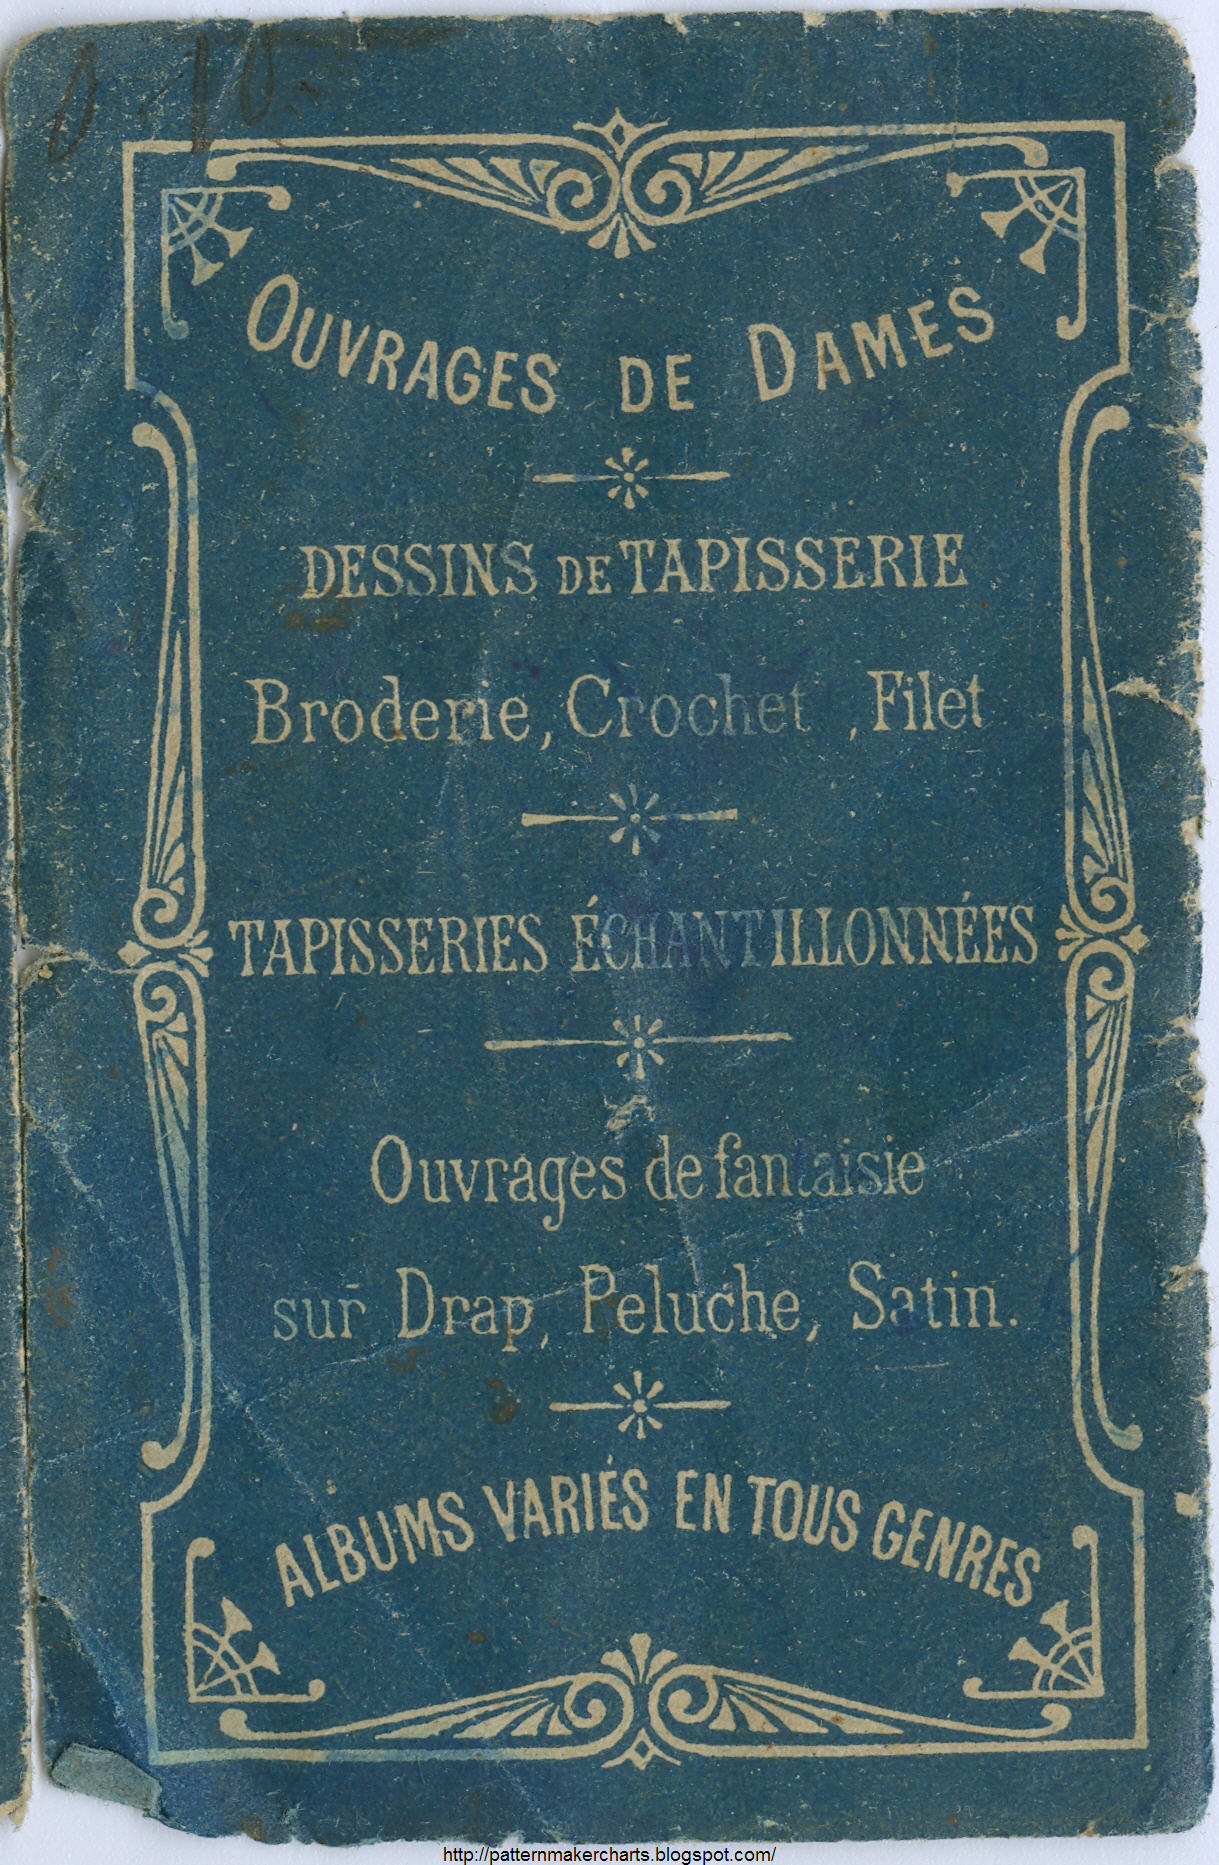 0.10
OUVRAGES DE DAMES
DESSINS DE TAPISSERIE
Broderie, Crochet, Filet
TAPISSERIES ÉCHANTILLONNÉES
Ouvrages de fantaisie
sur Drap, Peluche, Satin.
ALBUMS VARIÉS EN TOUS GENRES
http://patternmakercharts.blogspot.com/